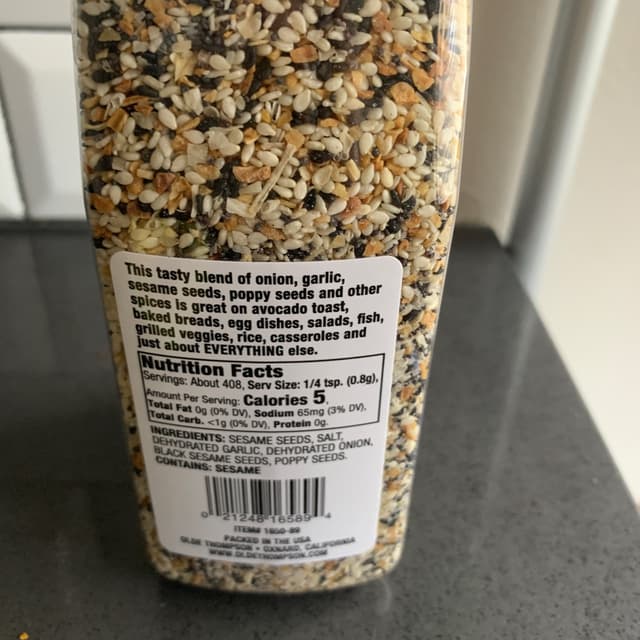 This tasty blend of onion, garlic,
sesame seeds, poppy seeds and other
spices is great on avocado toast,
baked breads, egg dishes, salads, fish,
grilled veggies, rice, casseroles and
just about EVERYTHING else.
Nutrition Facts
Servings: About 408, Serv Size: 1/4 tsp. (0.8g),
Amount Per Serving: Calories 5,
Total Fat 0g (0% DV), Sodium 65mg (3% DV),
Total Carb. <1g (0% DV), Protein 0g.
INGREDIENTS: SESAME SEEDS, SALT,
DEHYDRATED GARLIC, DEHYDRATED ONION,
BLACK SESAME SEEDS, POPPY SEEDS.
CONTAINS: SESAME
0 21248 16589 4
ITEM# 1650-89
PACKED IN THE USA
OLDE THOMPSON • OXNARD, CALIFORNIA
WWW.OLDETHOMPSON.COM